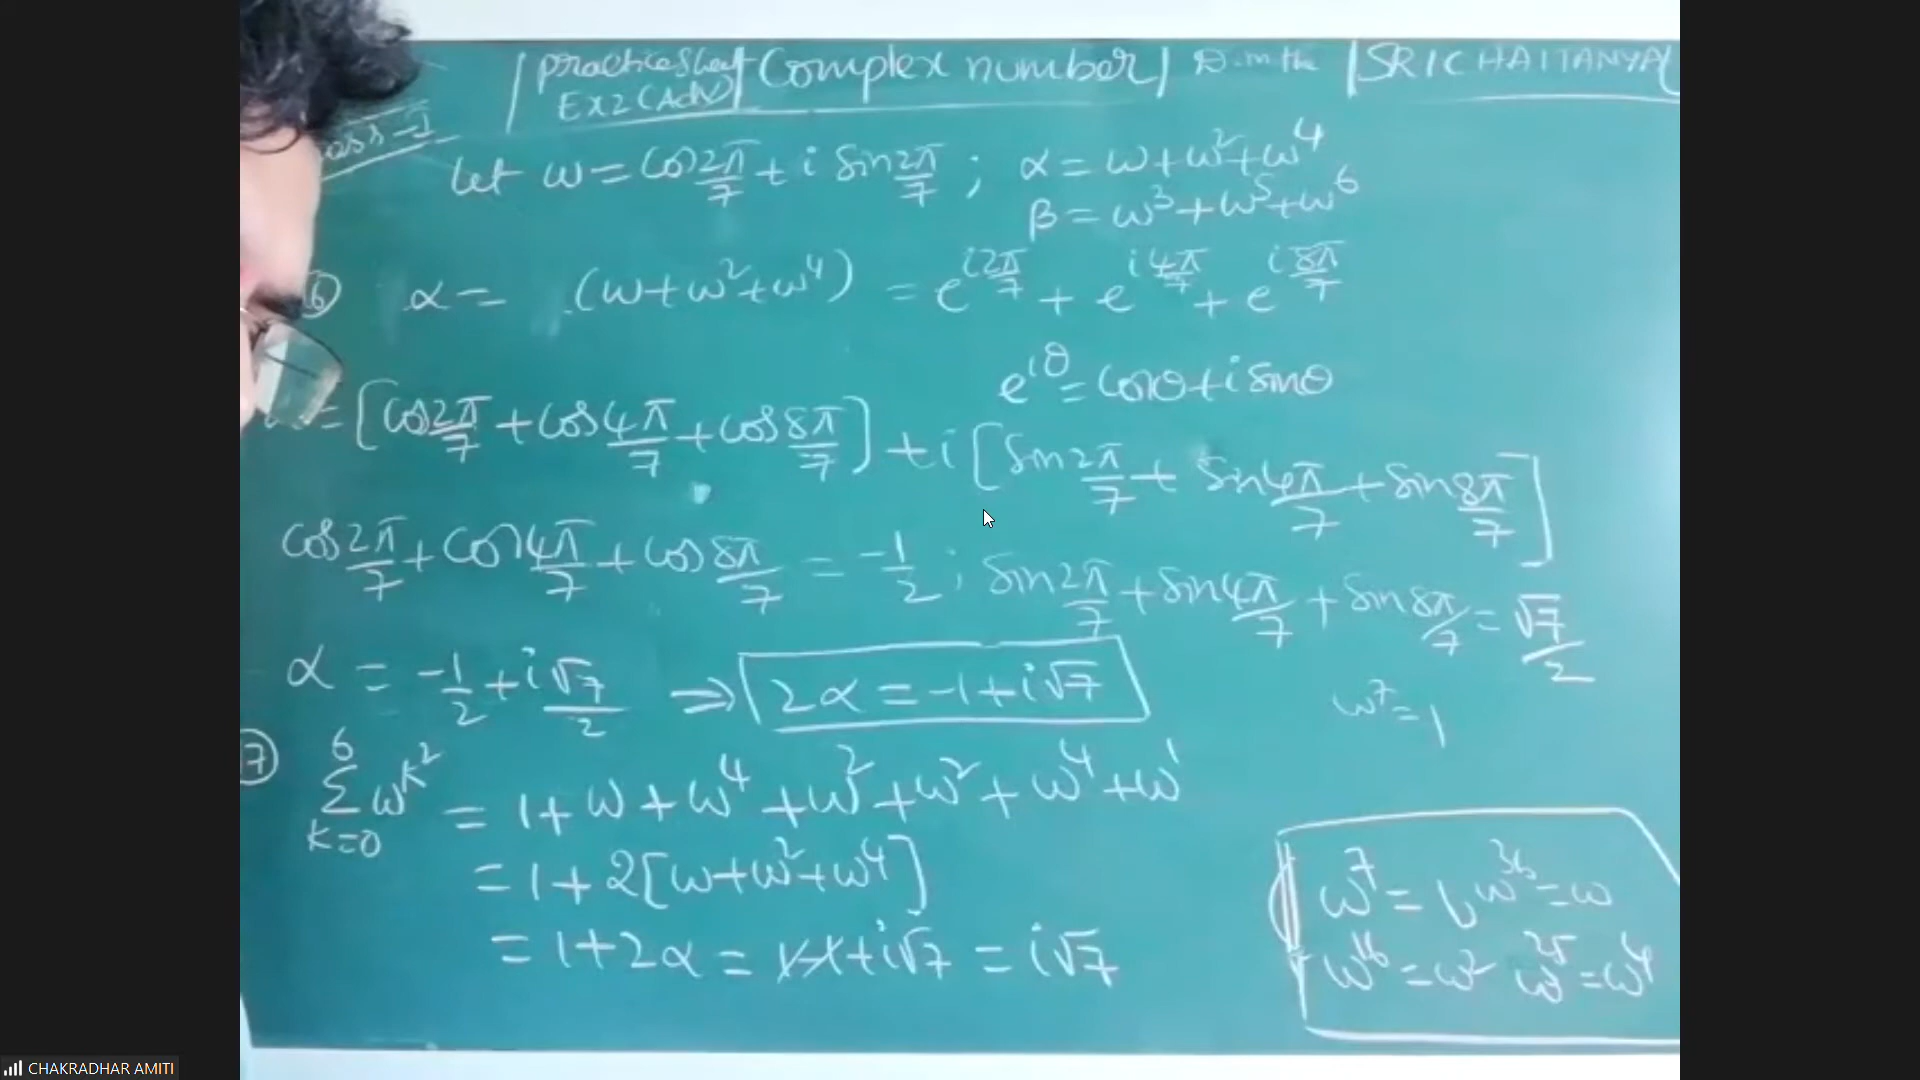 practice Sheet Complex number SRICHAITANYA
EX2 (Adv)
Let ω = cos 2π/7 + i sin 2π/7 ; α = ω + ω² + ω⁴
β = ω³ + ω⁵ + ω⁶
α = (ω + ω² + ω⁴) = e^(i2π/7) + e^(i4π/7) + e^(i8π/7)
e^(iθ) = cosθ + i sinθ
= [cos 2π/7 + cos 4π/7 + cos 8π/7] + i [sin 2π/7 + sin 4π/7 + sin 8π/7]
cos 2π/7 + cos 4π/7 + cos 8π/7 = -1/2 ; sin 2π/7 + sin 4π/7 + sin 8π/7 = √7/2
α = -1/2 + i√7/2 ⇒ 2α = -1 + i√7
ω⁷ = 1
7 Σ_(K=0)^6 ω^(K²) = 1 + ω + ω⁴ + ω² + ω² + ω⁴ + ω¹
= 1 + 2[ω + ω² + ω⁴]
= 1 + 2α = 1 - 1 + i√7 = i√7
ω⁷ = 1, ω³⁶ = ω
ω¹⁶ = ω² ω²⁵ = ω⁴
CHAKRADHAR AMITI